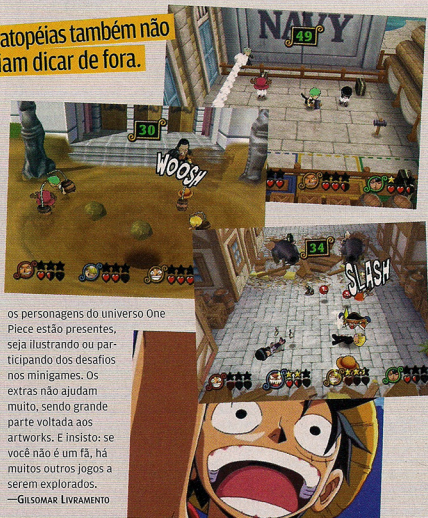 atopéias também não
iam dicar de fora.
NAVY
49
30
WOOSH
34
SLASH
os personagens do universo One
Piece estão presentes,
seja ilustrando ou par-
ticipando dos desafios
nos minigames. Os
extras não ajudam
muito, sendo grande
parte voltada aos
artworks. E insisto: se
você não é um fã, há
muitos outros jogos a
serem explorados.
—GILSOMAR LIVRAMENTO